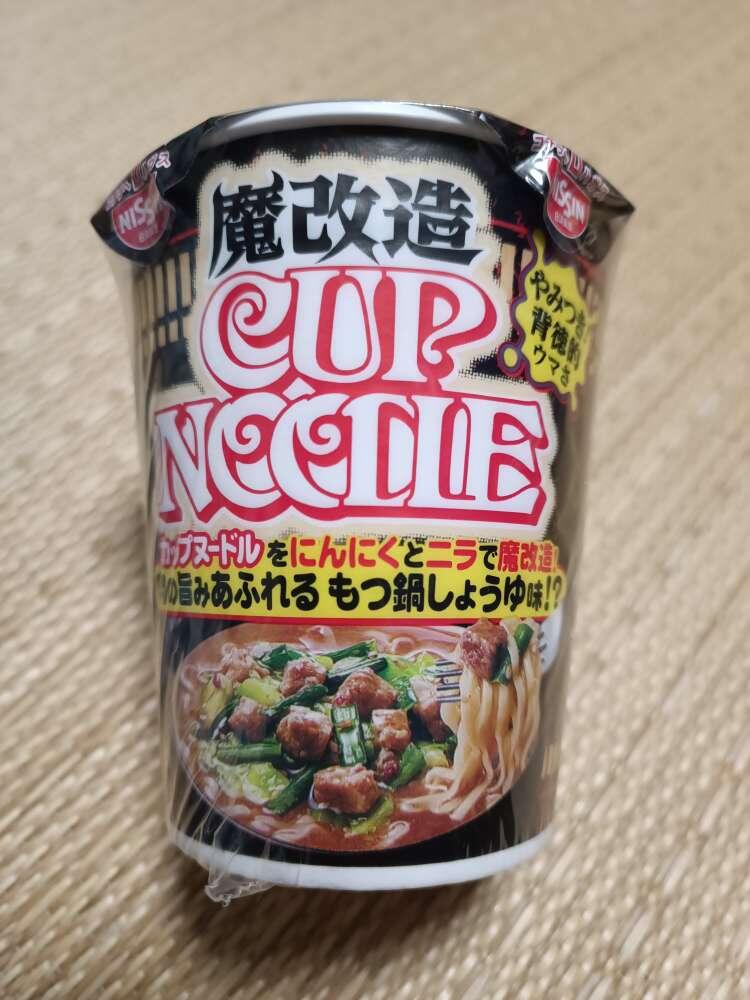 NISSIN
NISSIN
魔改造
CUP
NOODLE
やみつき!
背徳的
ウマさ
カップヌードルをにんにくとニラで魔改造!
の旨みあふれる もつ鍋しょうゆ味!?